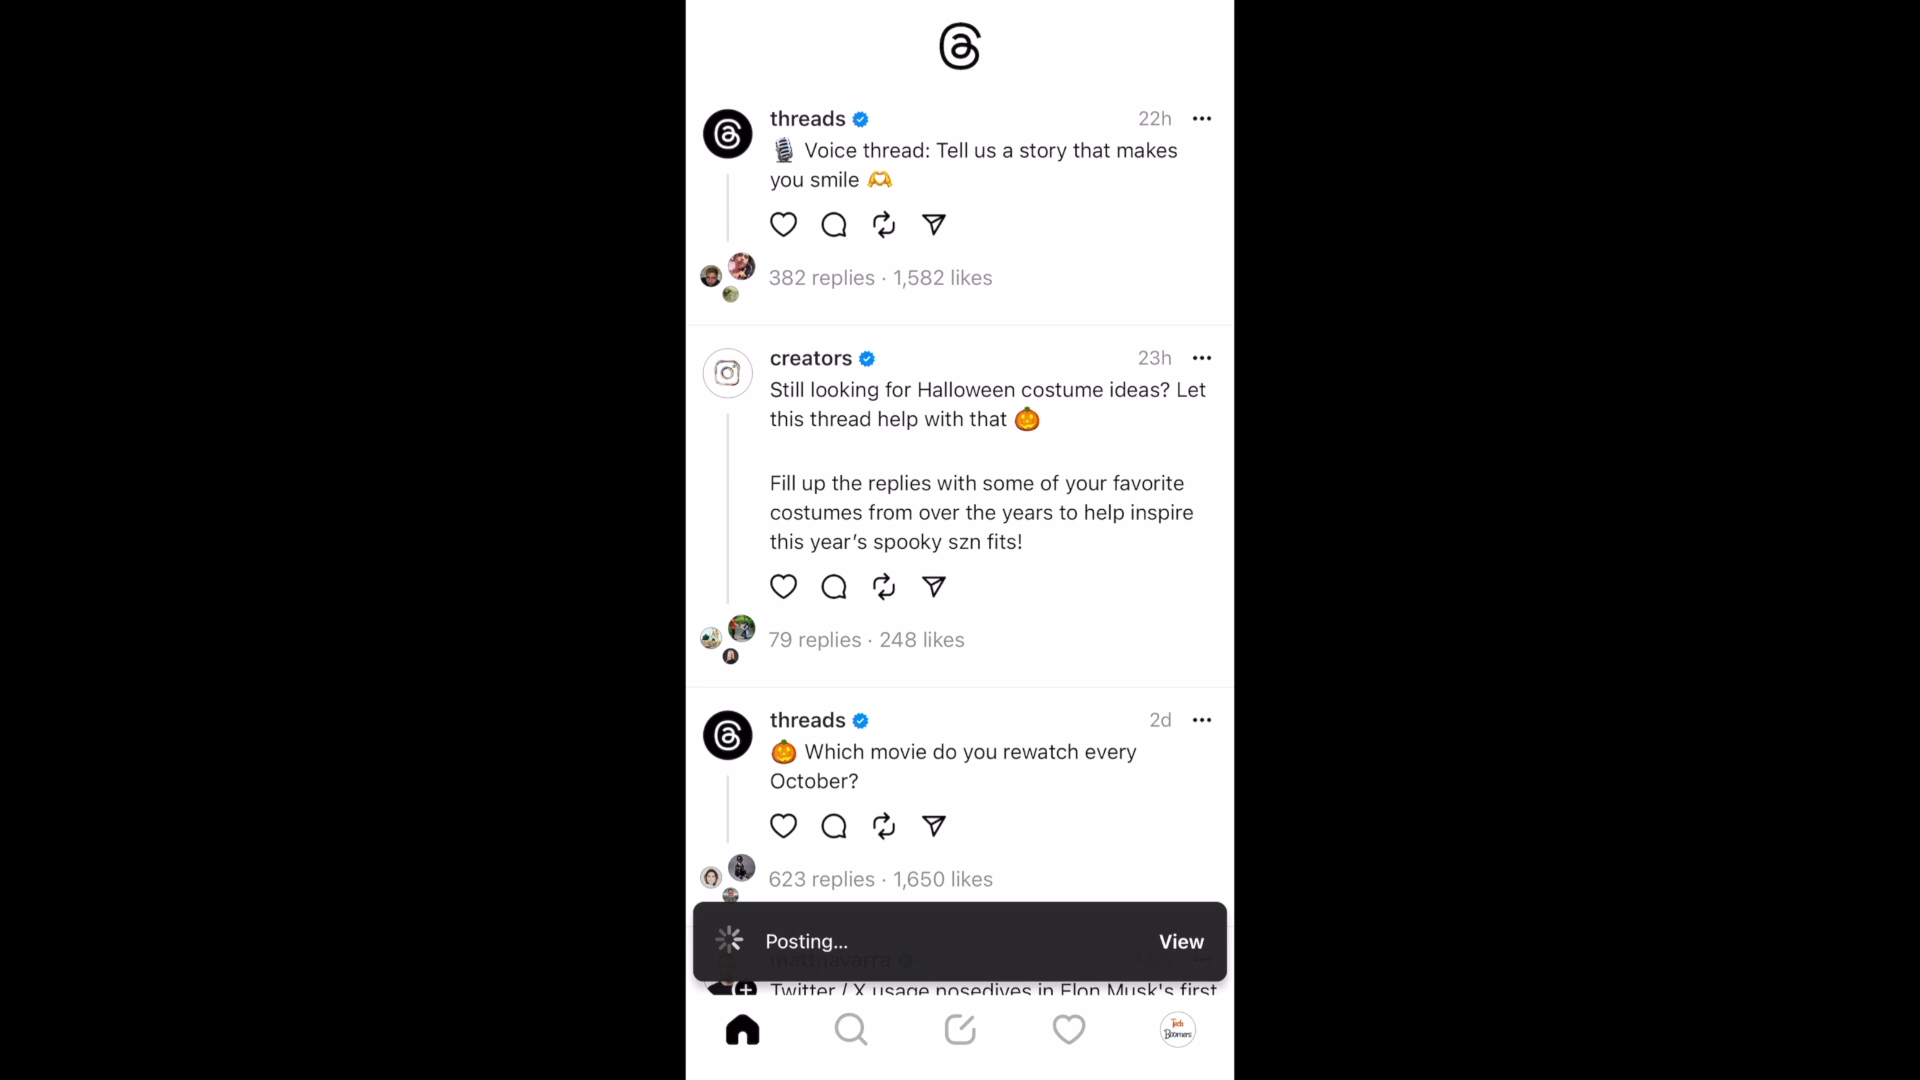 threads
22h
Voice thread: Tell us a story that makes
you smile
382 replies · 1,582 likes
creators
23h
Still looking for Halloween costume ideas? Let
this thread help with that
Fill up the replies with some of your favorite
costumes from over the years to help inspire
this year’s spooky szn fits!
79 replies · 248 likes
threads
2d
Which movie do you rewatch every
October?
623 replies · 1,650 likes
Posting...
View
mattnavarra
Twitter / X usage nosedives in Elon Musk's first
Tech
Boomers